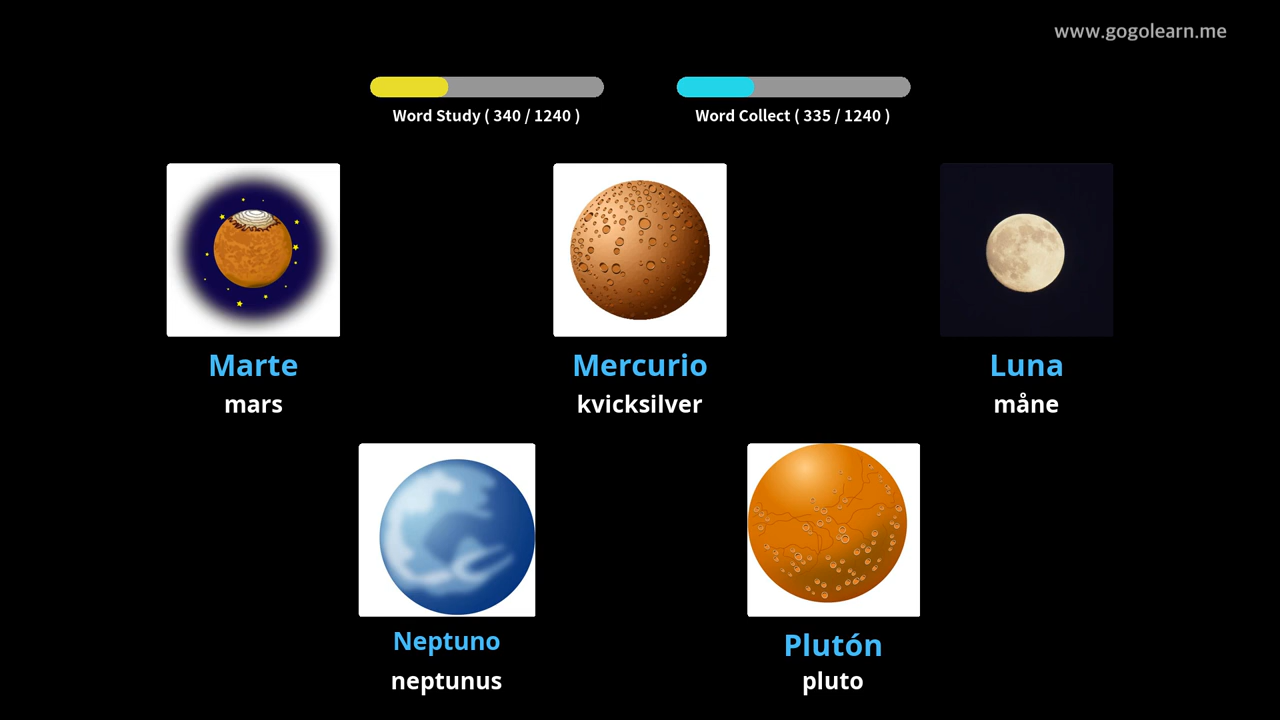 www.gogolearn.me
Word Study ( 340 / 1240 )
Word Collect ( 335 / 1240 )
Marte
mars
Mercurio
kvicksilver
Luna
måne
Neptuno
neptunus
Plutón
pluto